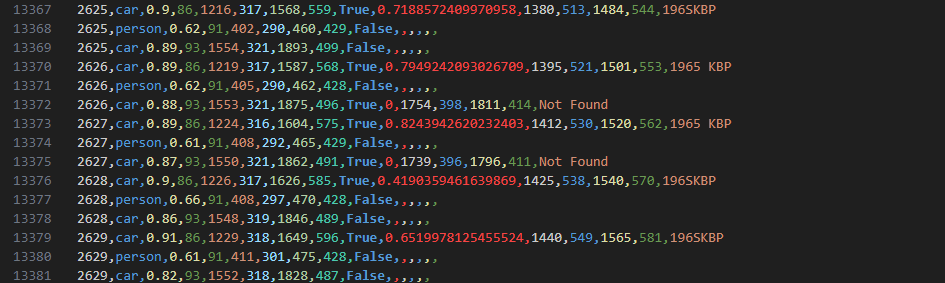 13367 2625,car,0.9,86,1216,317,1568,559,True,0.7188572409970958,1380,513,1484,544,196SKBP
13368 2625,person,0.62,91,402,290,460,429,False,,,,,,
13369 2625,car,0.89,93,1554,321,1893,499,False,,,,,,
13370 2626,car,0.89,86,1219,317,1587,568,True,0.7949242093026709,1395,521,1501,553,1965 KBP
13371 2626,person,0.62,91,405,290,462,428,False,,,,,,
13372 2626,car,0.88,93,1553,321,1875,496,True,0,1754,398,1811,414,Not Found
13373 2627,car,0.89,86,1224,316,1604,575,True,0.8243942620232403,1412,530,1520,562,1965 KBP
13374 2627,person,0.61,91,408,292,465,429,False,,,,,,
13375 2627,car,0.87,93,1550,321,1862,491,True,0,1739,396,1796,411,Not Found
13376 2628,car,0.9,86,1226,317,1626,585,True,0.4190359461639869,1425,538,1540,570,196SKBP
13377 2628,person,0.66,91,408,297,470,428,False,,,,,,
13378 2628,car,0.86,93,1548,319,1846,489,False,,,,,,
13379 2629,car,0.91,86,1229,318,1649,596,True,0.6519978125455524,1440,549,1565,581,196SKBP
13380 2629,person,0.61,91,411,301,475,428,False,,,,,,
13381 2629,car,0.82,93,1552,318,1828,487,False,,,,,,